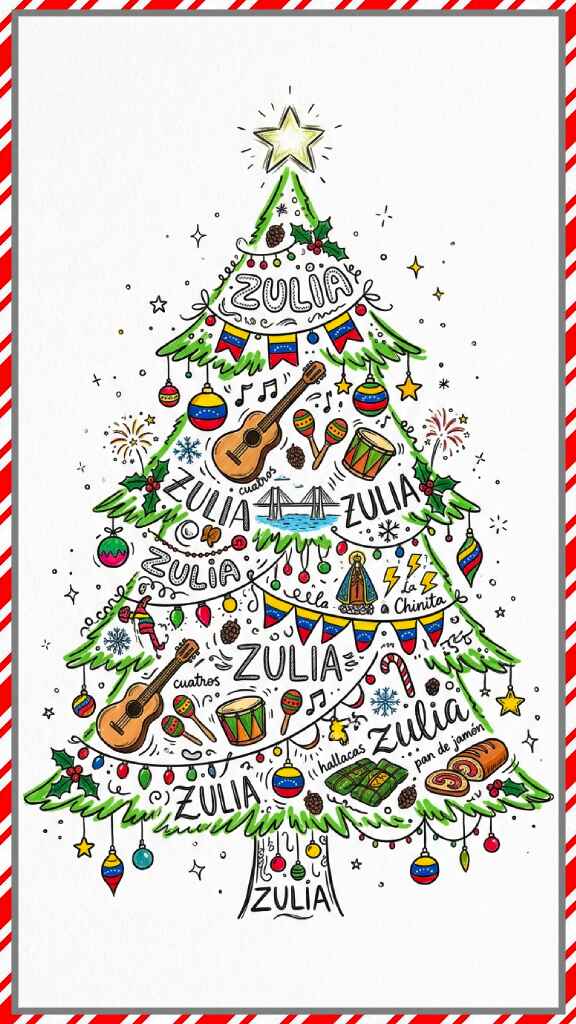 ZULIA
cuatros
ZULIA
ZULIA
ZULIA
La
Chinita
ZULIA
cuatros
Zulia
hallacas
pan de jamón
ZULIA
ZULIA